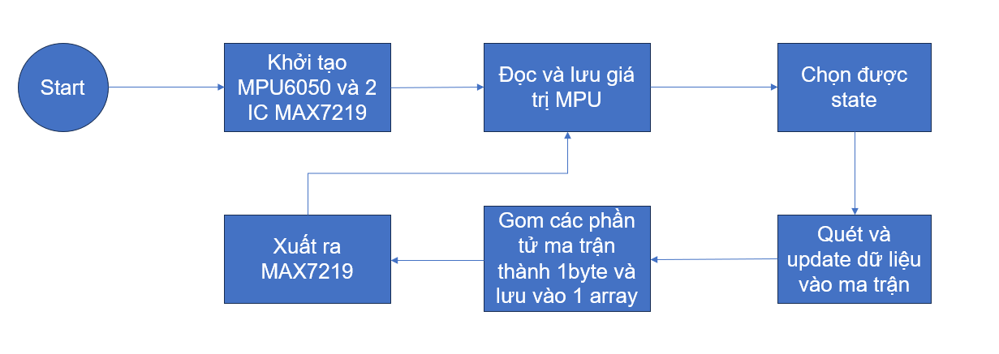 Start
Khởi tạo
MPU6050 và 2
IC MAX7219
Đọc và lưu giá
trị MPU
Chọn được
state
Quét và
update dữ liệu
vào ma trận
Gom các phần
tử ma trận
thành 1byte và
lưu vào 1 array
Xuất ra
MAX7219